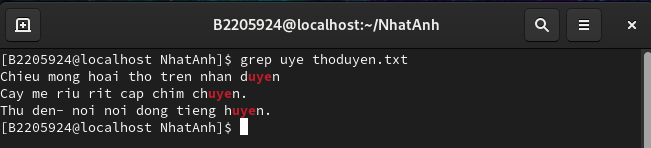 B2205924@localhost:~/NhatAnh
[B2205924@localhost NhatAnh]$ grep uye thoduyen.txt
Chieu mong hoai tho tren nhan duyen
Cay me riu rit cap chim chuyen.
Thu den- noi noi dong tieng huyen.
[B2205924@localhost NhatAnh]$